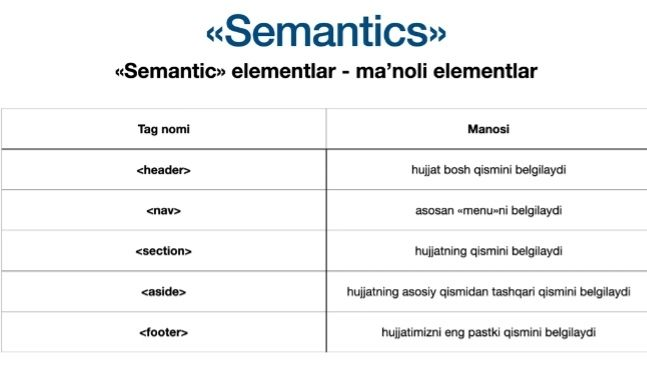 «Semantics»
«Semantic» elementlar - ma’noli elementlar
Tag nomi Manosi
<header> hujjat bosh qismini belgilaydi
<nav> asosan «menu»ni belgilaydi
<section> hujjatning qismini belgilaydi
<aside> hujjatning asosiy qismidan tashqari qismini belgilaydi
<footer> hujjatimizni eng pastki qismini belgilaydi